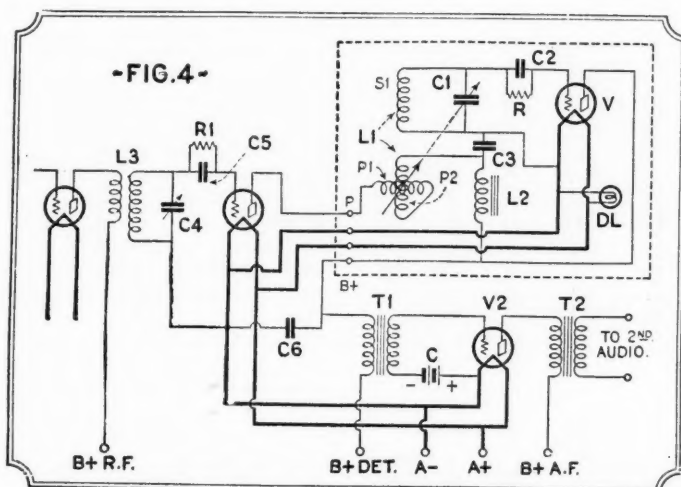 -FIG.4-
C2
S1
C1
R
V
R1
C5
L1
C3
L3
P1
P2
L2
P
DL
C4
B+
T1
V2
T2
C6
TO 2ND.
AUDIO.
C
- +
B+ R.F.
B+ DET.
A-
A+
B+ A.F.